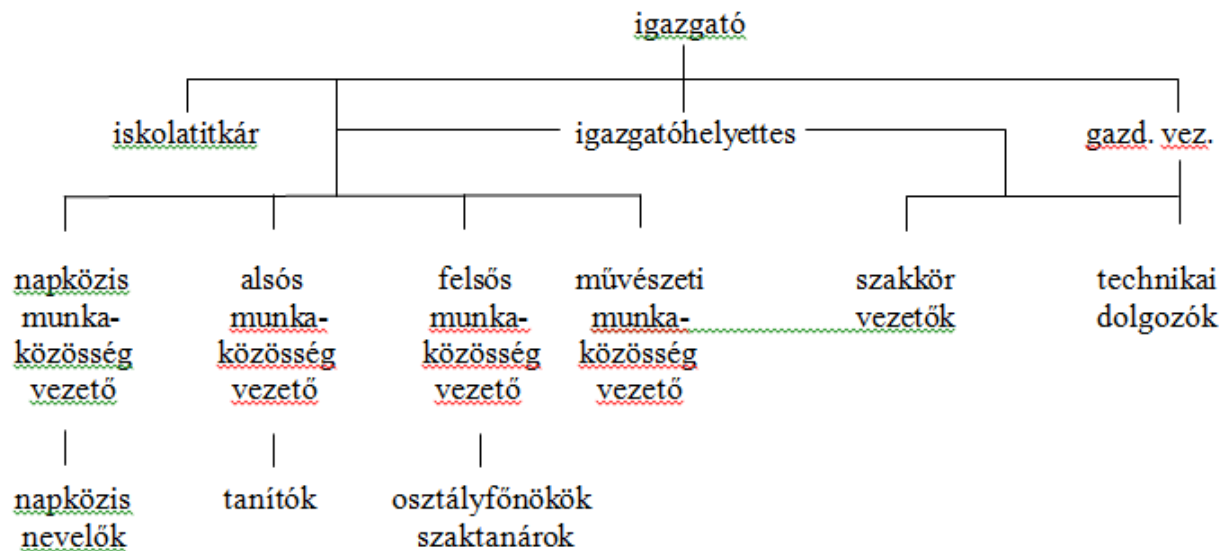 igazgató
iskolatitkár igazgatóhelyettes gazd. vez.
napközis alsós felsős művészeti szakkör technikai
munka- munka- munka- munka- vezetők dolgozók
közösség közösség közösség közösség
vezető vezető vezető vezető
napközis tanítók osztályfőnökök
nevelők szaktanárok